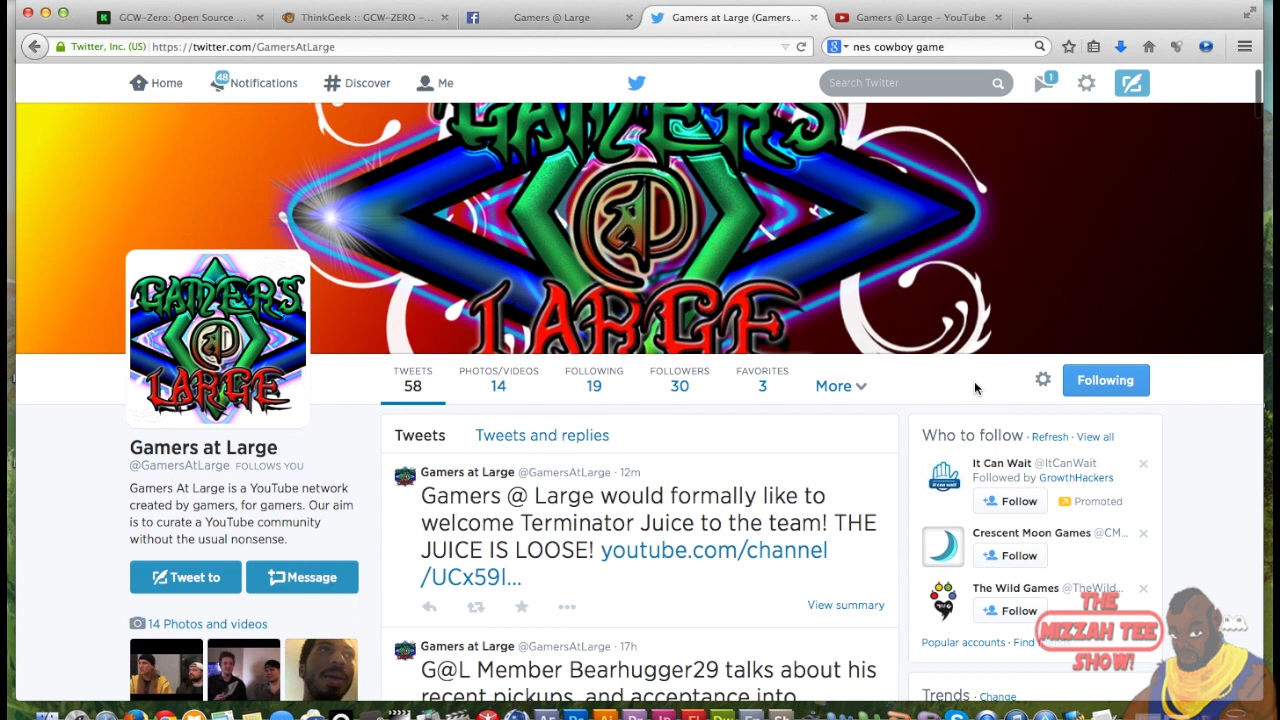 GCW-Zero: Open Source ...
ThinkGeek :: GCW-ZERO – ...
Gamers @ Large
Gamers at Large (Gamers...
Gamers @ Large – YouTube
Twitter, Inc. (US)
https://twitter.com/GamersAtLarge
nes cowboy game
Home
48
Notifications
Discover
Me
Search Twitter
1
GAMERS
@
LARGE
GAMERS
@
LARGE
TWEETS
58
PHOTOS/VIDEOS
14
FOLLOWING
19
FOLLOWERS
30
FAVORITES
3
More
Following
Gamers at Large
@GamersAtLarge FOLLOWS YOU
Gamers At Large is a YouTube network
created by gamers, for gamers. Our aim
is to curate a YouTube community
without the usual nonsense.
Tweet to
Message
14 Photos and videos
Tweets
Tweets and replies
Gamers at Large @GamersAtLarge · 12m
Gamers @ Large would formally like to
welcome Terminator Juice to the team! THE
JUICE IS LOOSE! youtube.com/channel
/UCx59I...
View summary
Gamers at Large @GamersAtLarge · 17h
G@L Member Bearhugger29 talks about his
recent pickups, and acceptance into
Who to follow · Refresh · View all
It Can Wait @ItCanWait
Followed by GrowthHackers
Follow
Promoted
Crescent Moon Games @CM...
Follow
The Wild Games @TheWild...
Follow
Popular accounts · Find
Trends · Change
THE
MIZZAH TEE
SHOW!